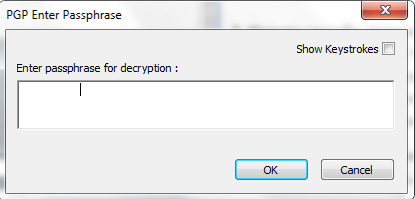 PGP Enter Passphrase
Show Keystrokes
Enter passphrase for decryption :
OK
Cancel